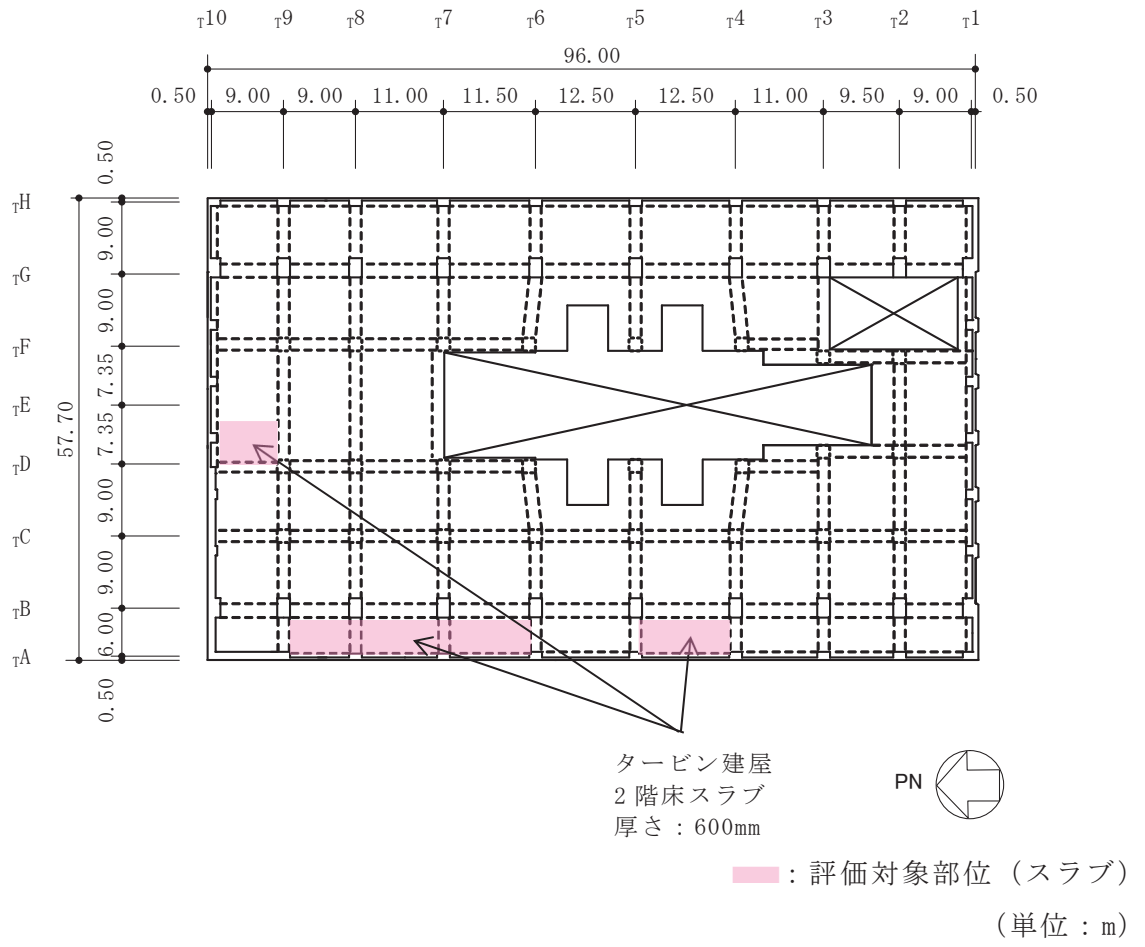 T10 T9 T8 T7 T6 T5 T4 T3 T2 T1
96.00
0.50 9.00 9.00 11.00 11.50 12.50 12.50 11.00 9.50 9.00 0.50
0.50
TH
9.00
TG
9.00
TF
7.35
TE
57.70
7.35
TD
9.00
TC
9.00
TB
6.00
TA
0.50
タービン建屋
2階床スラブ
厚さ：600mm
PN
：評価対象部位（スラブ）
（単位：m）